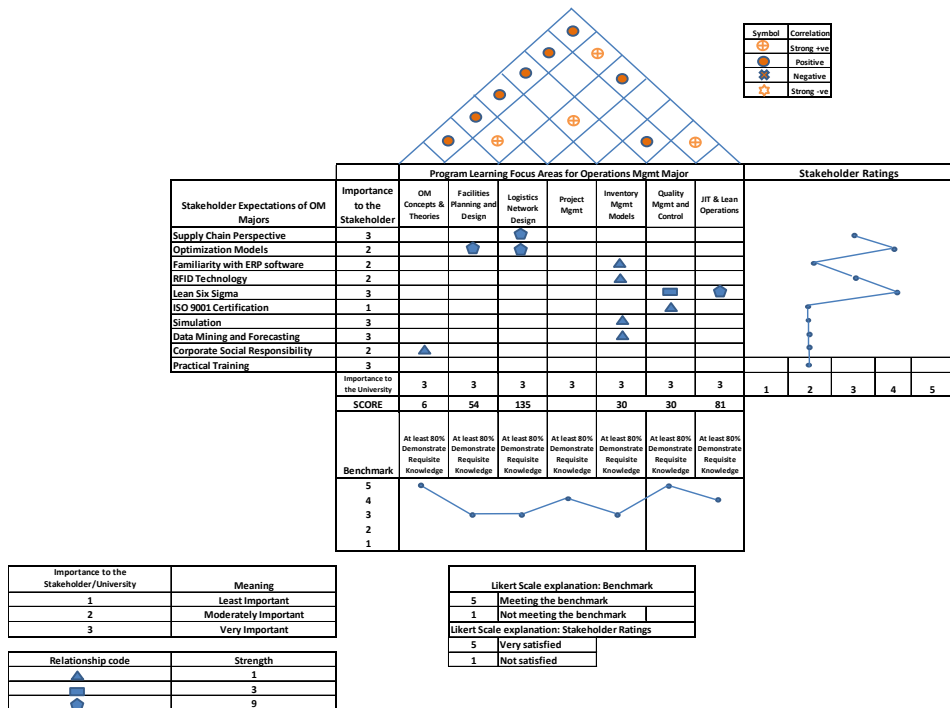 Symbol Correlation
Strong +ve
Positive
Negative
Strong -ve
Program Learning Focus Areas for Operations Mgmt Major
Stakeholder Ratings
Stakeholder Expectations of OM
Majors
Importance
to the
Stakeholder
OM
Concepts &
Theories
Facilities
Planning and
Design
Logistics
Network
Design
Project
Mgmt
Inventory
Mgmt
Models
Quality
Mgmt and
Control
JIT & Lean
Operations
Supply Chain Perspective 3
Optimization Models 2
Familiarity with ERP software 2
RFID Technology 2
Lean Six Sigma 3
ISO 9001 Certification 1
Simulation 3
Data Mining and Forecasting 3
Corporate Social Responsibility 2
Practical Training 3
Importance to
the University
3 3 3 3 3 3 3
1 2 3 4 5
SCORE 6 54 135 30 30 81
Benchmark
At least 80%
Demonstrate
Requisite
Knowledge
At least 80%
Demonstrate
Requisite
Knowledge
At least 80%
Demonstrate
Requisite
Knowledge
At least 80%
Demonstrate
Requisite
Knowledge
At least 80%
Demonstrate
Requisite
Knowledge
At least 80%
Demonstrate
Requisite
Knowledge
At least 80%
Demonstrate
Requisite
Knowledge
5
4
3
2
1
Importance to the
Stakeholder/University
Meaning
1 Least Important
2 Moderately Important
3 Very Important
Relationship code Strength
1
3
9
Likert Scale explanation: Benchmark
5 Meeting the benchmark
1 Not meeting the benchmark
Likert Scale explanation: Stakeholder Ratings
5 Very satisfied
1 Not satisfied